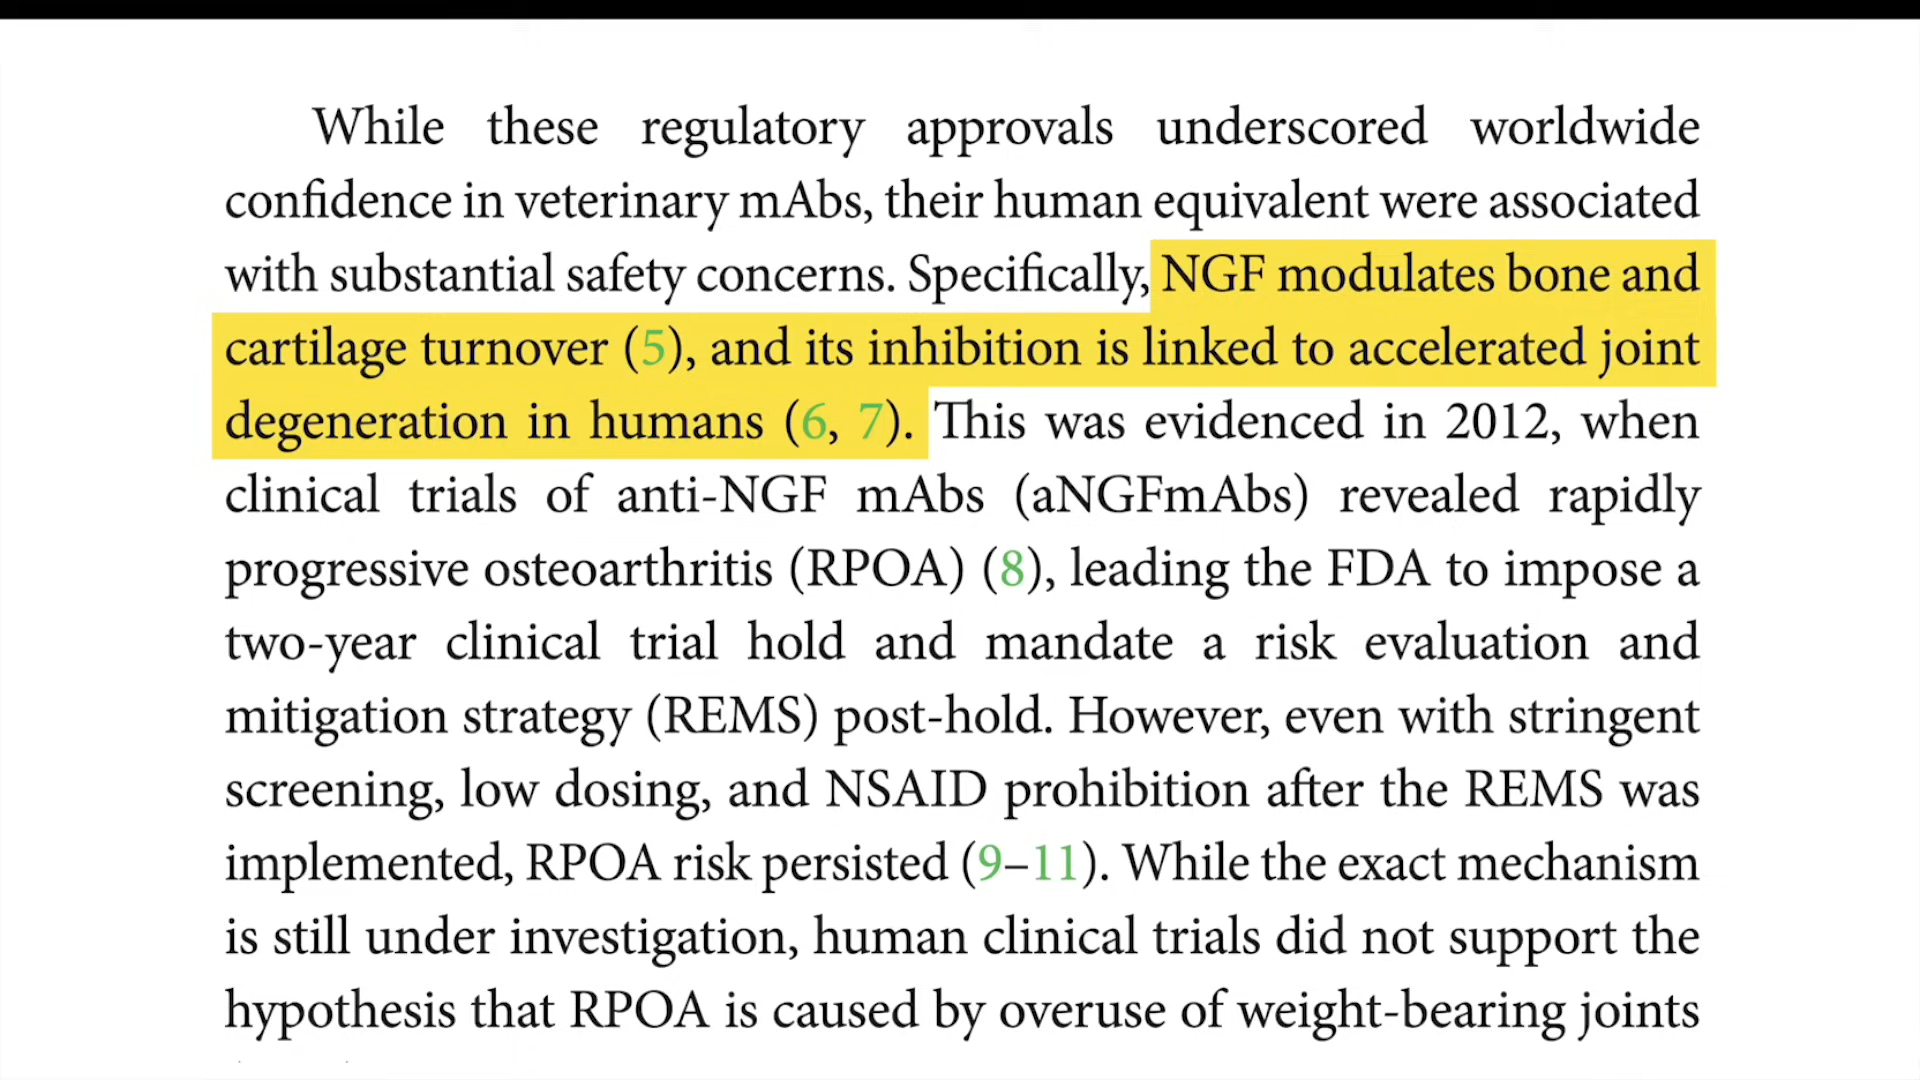 While these regulatory approvals underscored worldwide
confidence in veterinary mAbs, their human equivalent were associated
with substantial safety concerns. Specifically, NGF modulates bone and
cartilage turnover (5), and its inhibition is linked to accelerated joint
degeneration in humans (6, 7). This was evidenced in 2012, when
clinical trials of anti-NGF mAbs (aNGFmAbs) revealed rapidly
progressive osteoarthritis (RPOA) (8), leading the FDA to impose a
two-year clinical trial hold and mandate a risk evaluation and
mitigation strategy (REMS) post-hold. However, even with stringent
screening, low dosing, and NSAID prohibition after the REMS was
implemented, RPOA risk persisted (9–11). While the exact mechanism
is still under investigation, human clinical trials did not support the
hypothesis that RPOA is caused by overuse of weight-bearing joints